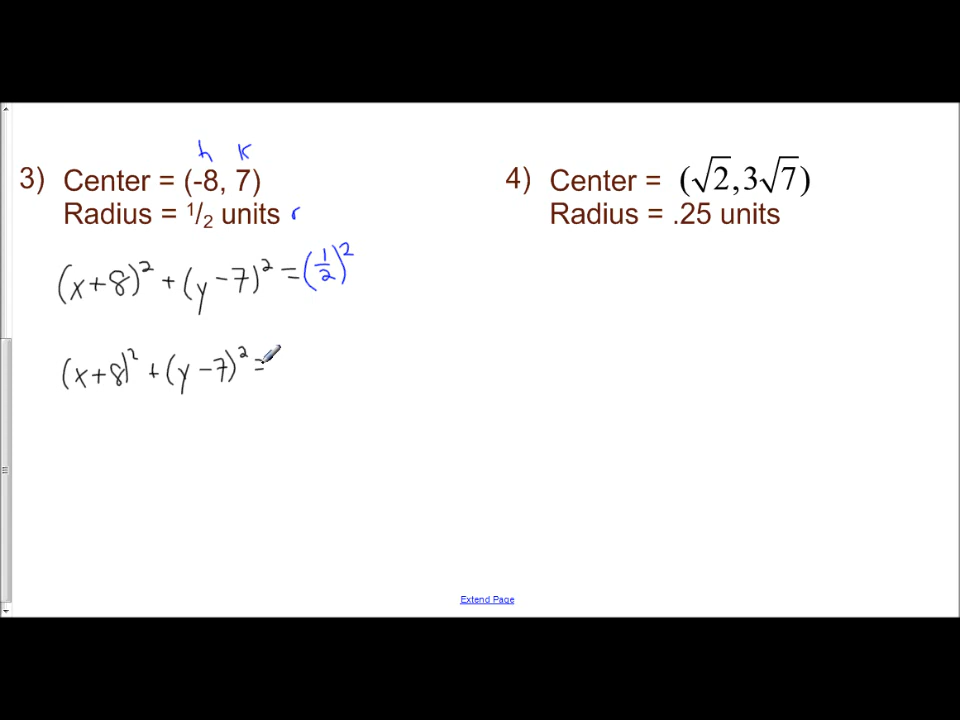 h k
3) Center = (-8, 7)
Radius = 1/2 units r
(x+8)² + (y-7)² = (1/2)²
(x+8)² + (y-7)² =
4) Center = (√2, 3√7)
Radius = .25 units
Extend Page